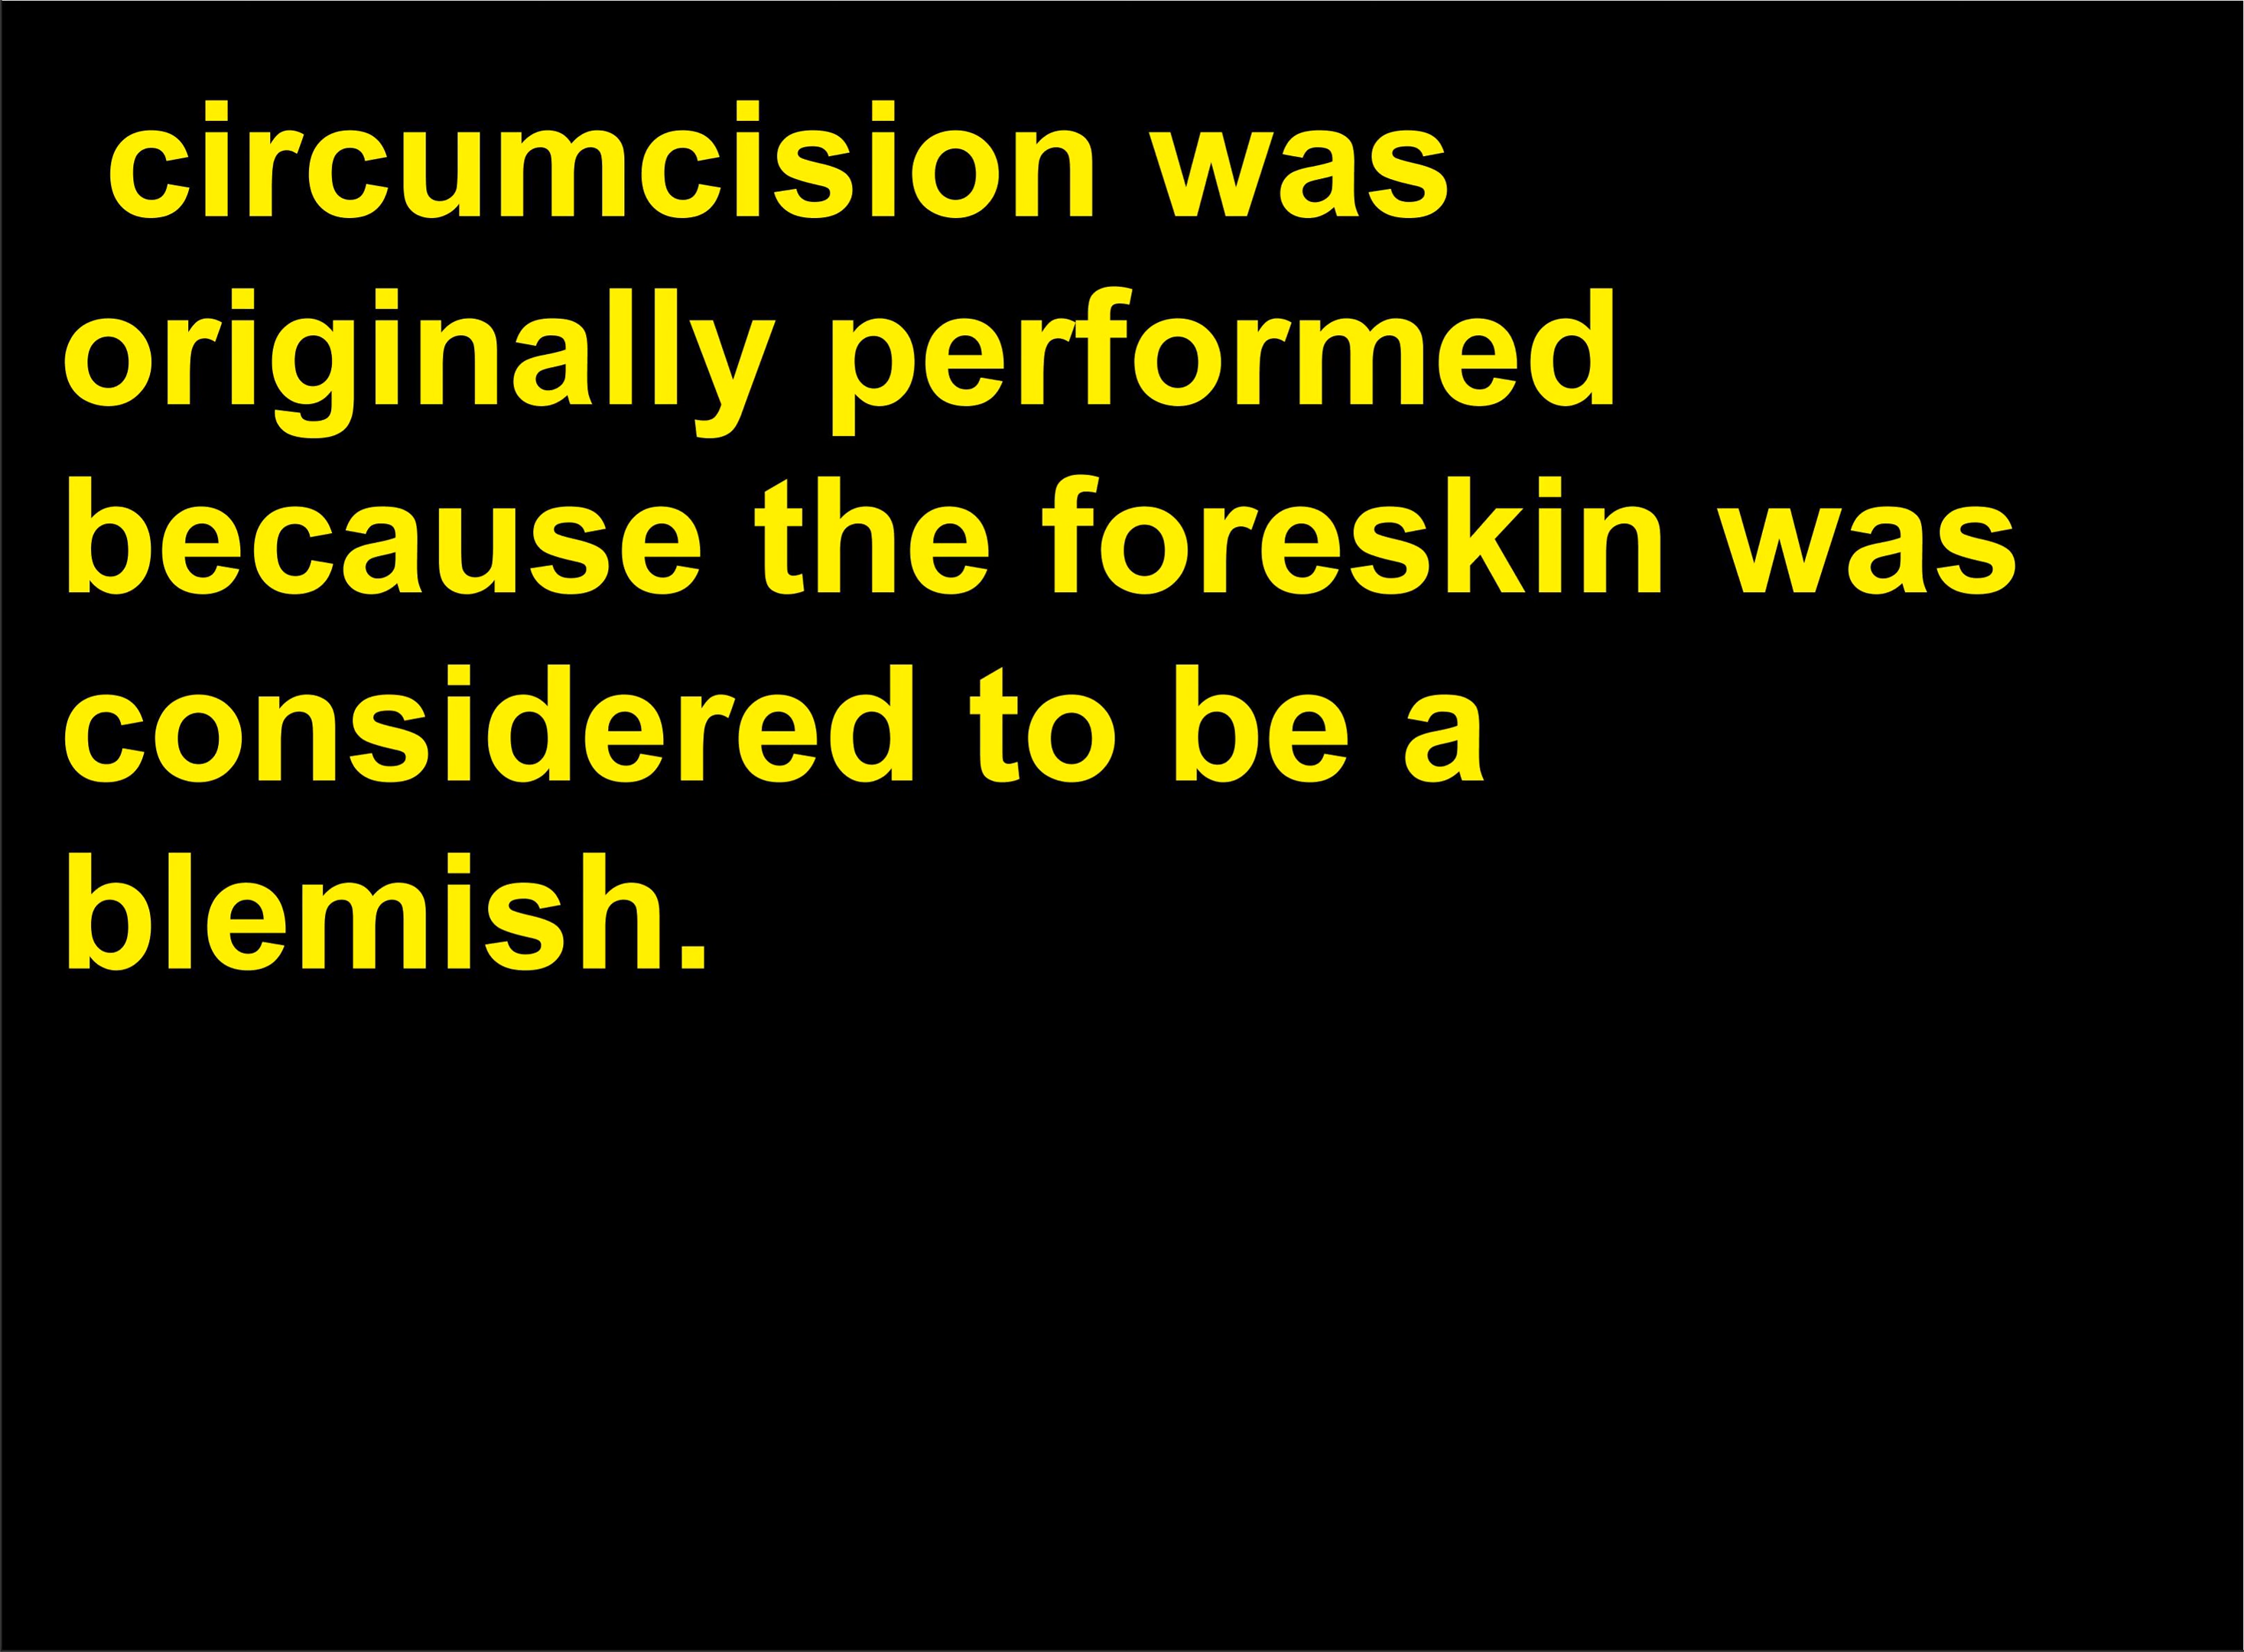 circumcision was
originally performed
because the foreskin was
considered to be a
blemish.